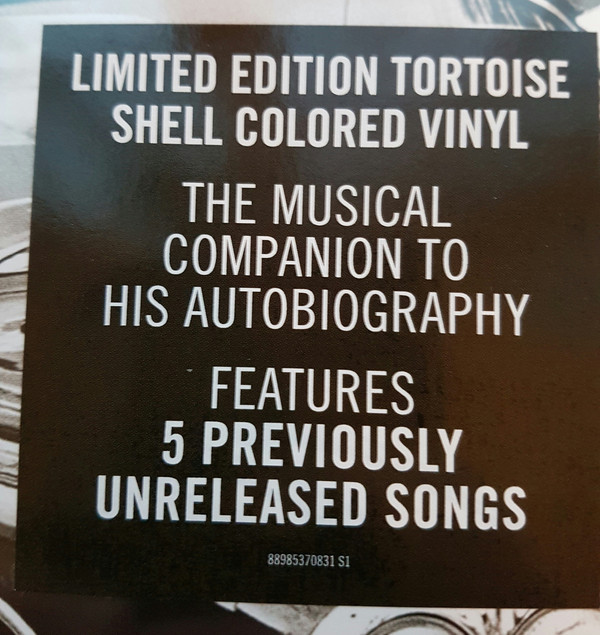 LIMITED EDITION TORTOISE
SHELL COLORED VINYL
THE MUSICAL
COMPANION TO
HIS AUTOBIOGRAPHY
FEATURES
5 PREVIOUSLY
UNRELEASED SONGS
88985370831 S1